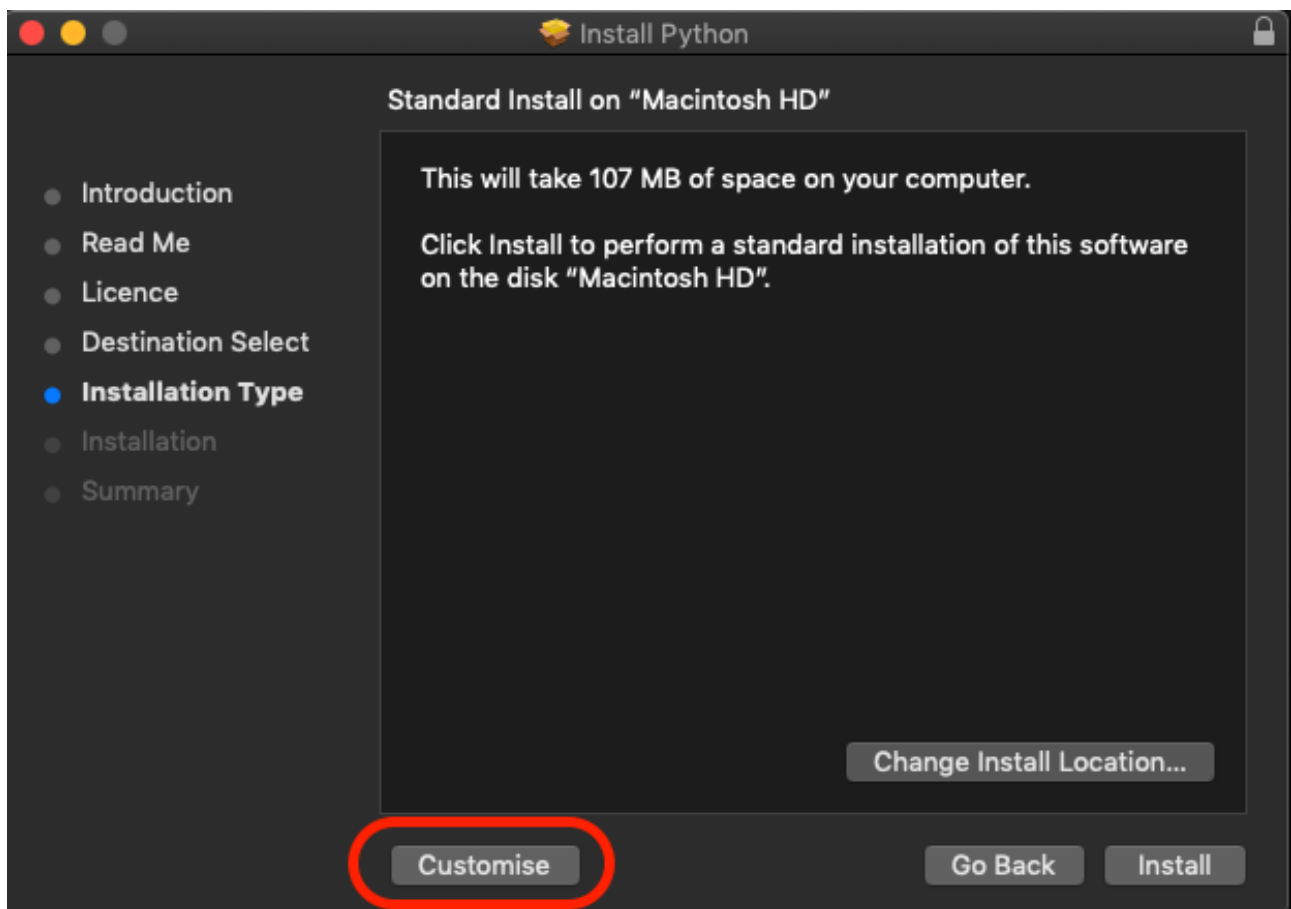 Install Python
Standard Install on “Macintosh HD”
Introduction
Read Me
Licence
Destination Select
Installation Type
Installation
Summary
This will take 107 MB of space on your computer.
Click Install to perform a standard installation of this software
on the disk “Macintosh HD”.
Change Install Location...
Customise
Go Back
Install